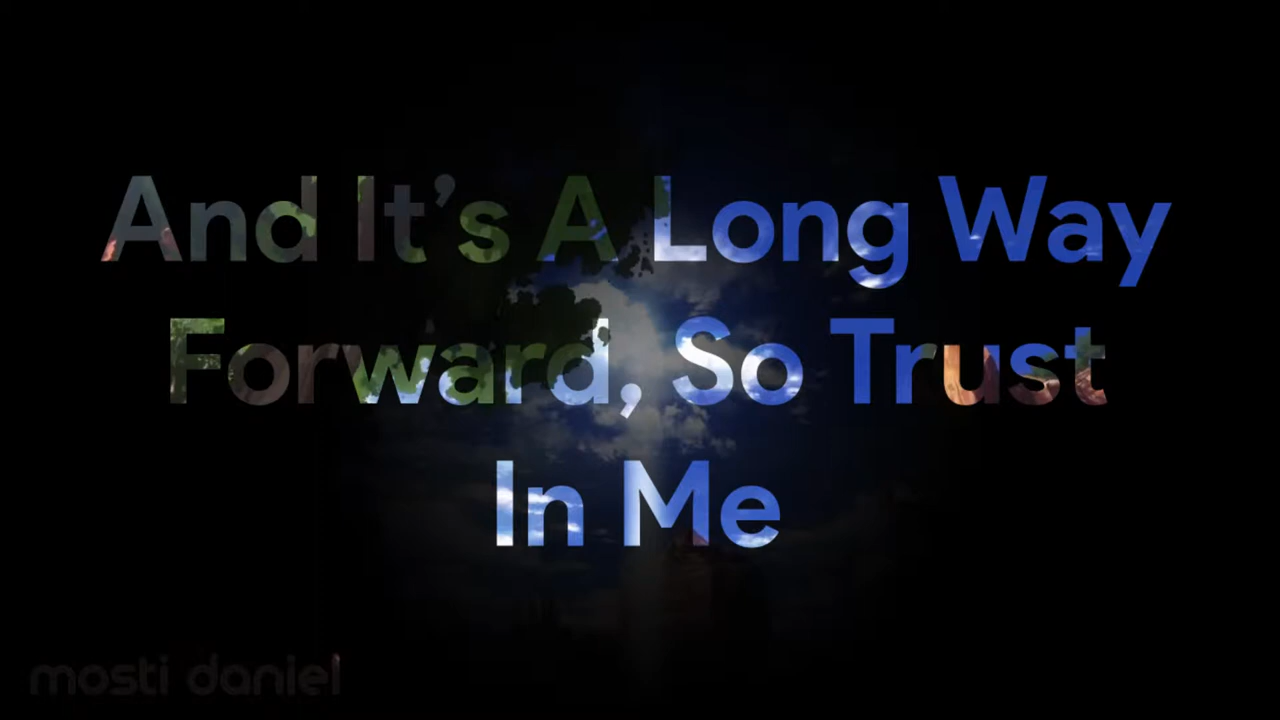 And It’s A Long Way
Forward, So Trust
In Me
mosti daniel